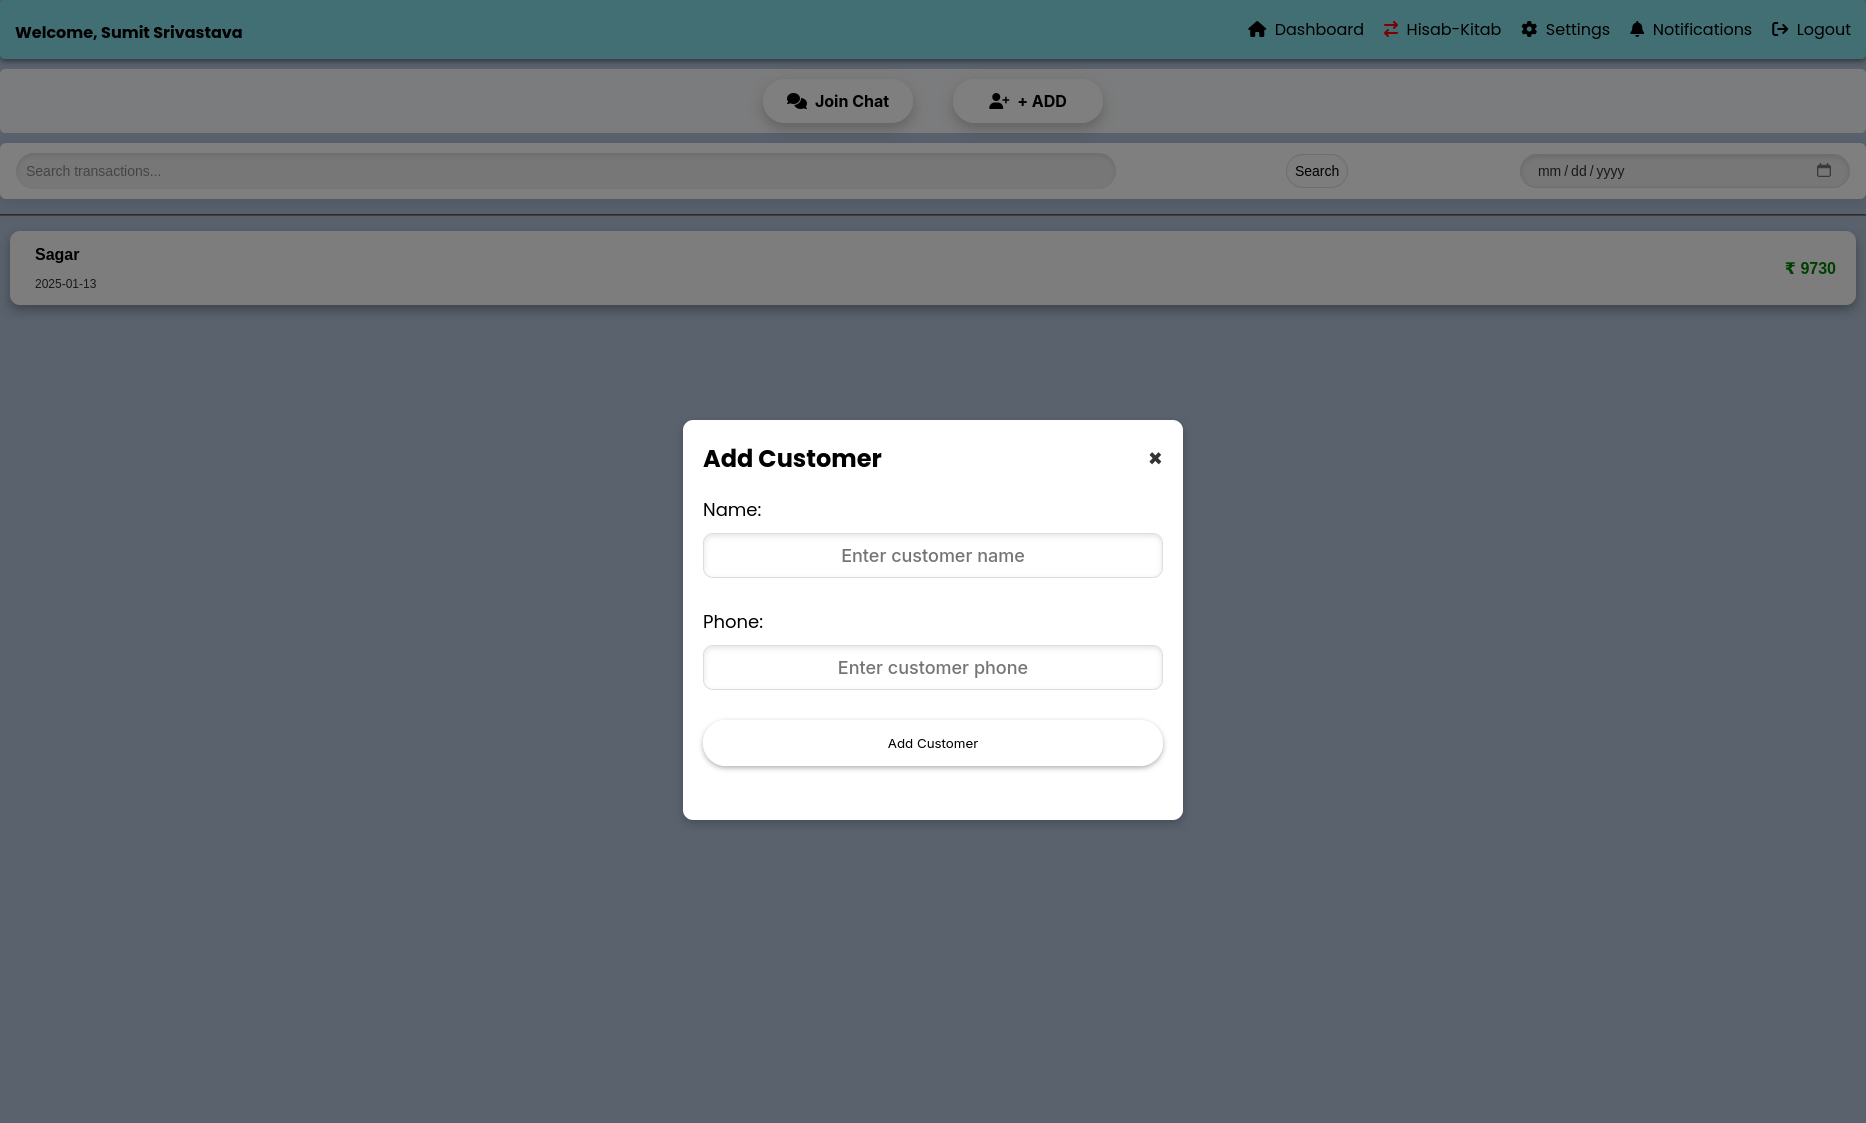 Welcome, Sumit Srivastava
Dashboard Hisab-Kitab Settings Notifications Logout
Join Chat + ADD
Search transactions... Search mm/dd/yyyy
Sagar
₹ 9730
2025-01-13
Add Customer ✖
Name:
Enter customer name
Phone:
Enter customer phone
Add Customer